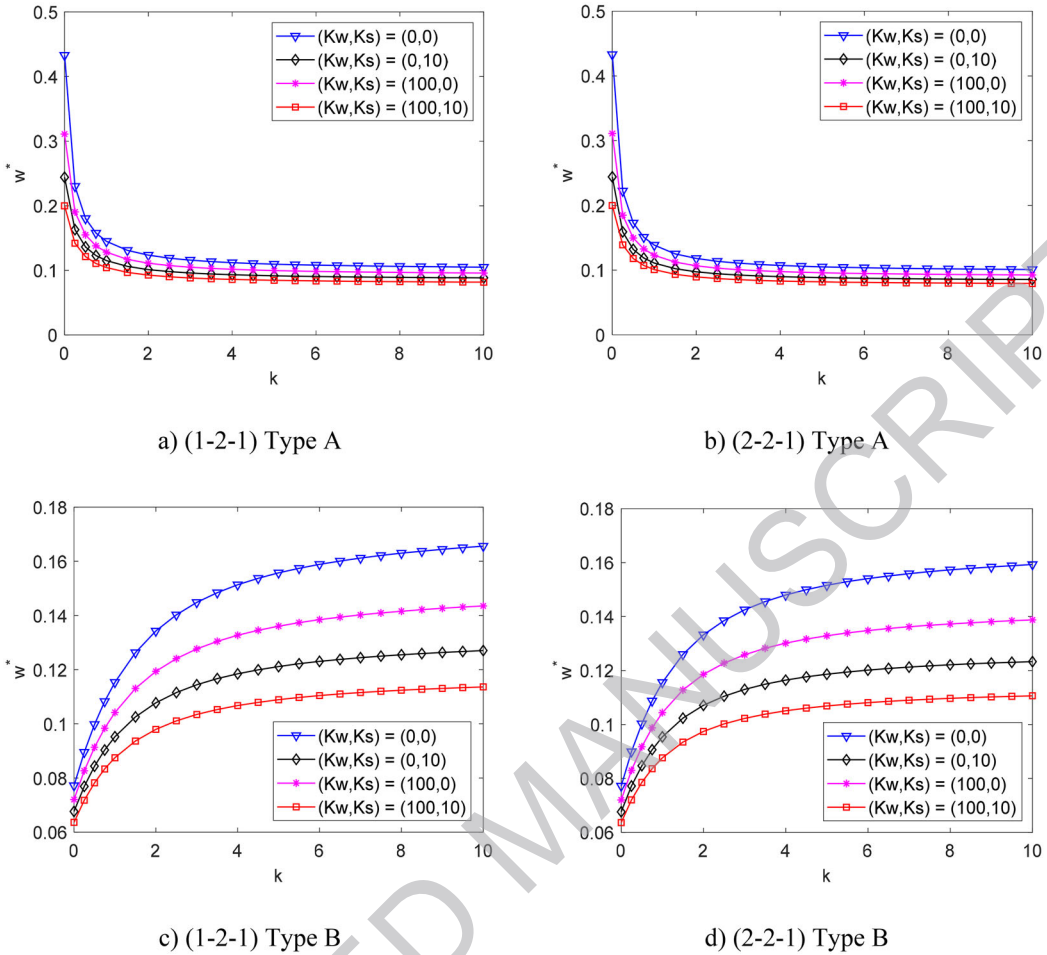 0.5
0.4
0.3
0.2
0.1
0
w*
0 2 4 6 8 10
k
(Kw,Ks) = (0,0)
(Kw,Ks) = (0,10)
(Kw,Ks) = (100,0)
(Kw,Ks) = (100,10)
a) (1-2-1) Type A
0.5
0.4
0.3
0.2
0.1
0
w*
0 2 4 6 8 10
k
(Kw,Ks) = (0,0)
(Kw,Ks) = (0,10)
(Kw,Ks) = (100,0)
(Kw,Ks) = (100,10)
b) (2-2-1) Type A
0.18
0.16
0.14
0.12
0.1
0.08
0.06
w*
0 2 4 6 8 10
k
(Kw,Ks) = (0,0)
(Kw,Ks) = (0,10)
(Kw,Ks) = (100,0)
(Kw,Ks) = (100,10)
c) (1-2-1) Type B
0.18
0.16
0.14
0.12
0.1
0.08
0.06
w*
0 2 4 6 8 10
k
(Kw,Ks) = (0,0)
(Kw,Ks) = (0,10)
(Kw,Ks) = (100,0)
(Kw,Ks) = (100,10)
d) (2-2-1) Type B
ED MANUSCRIPT